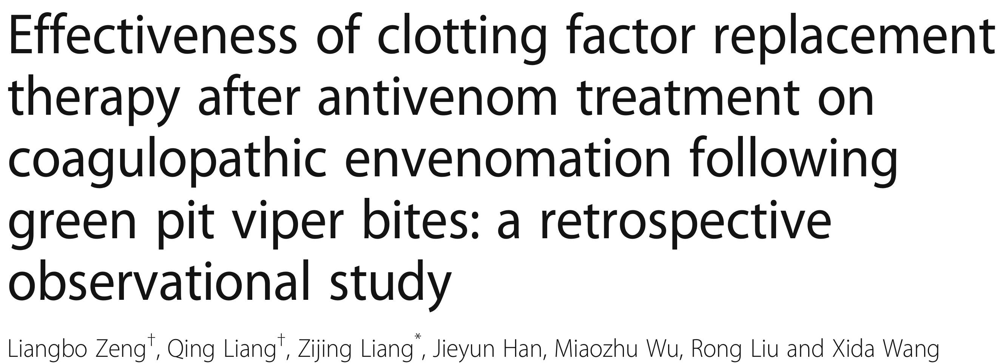 Effectiveness of clotting factor replacement
therapy after antivenom treatment on
coagulopathic envenomation following
green pit viper bites: a retrospective
observational study
Liangbo Zeng†, Qing Liang†, Zijing Liang*, Jieyun Han, Miaozhu Wu, Rong Liu and Xida Wang